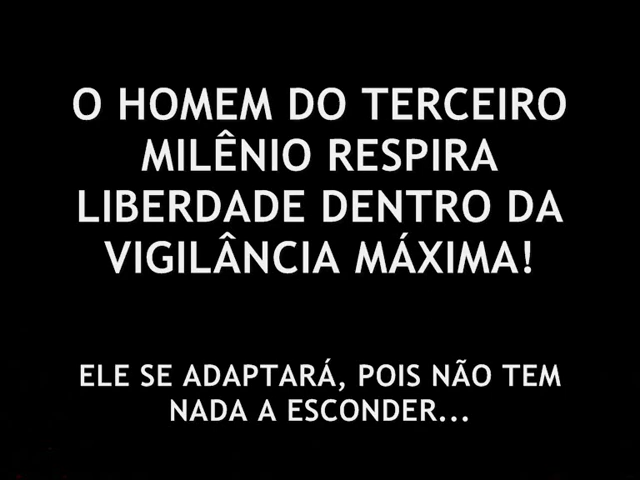 O HOMEM DO TERCEIRO
MILÊNIO RESPIRA
LIBERDADE DENTRO DA
VIGILÂNCIA MÁXIMA!
ELE SE ADAPTARÁ, POIS NÃO TEM
NADA A ESCONDER...